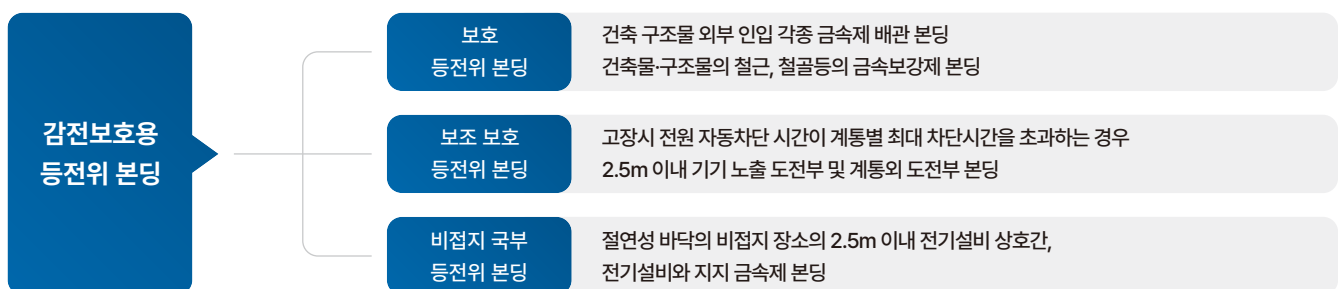 감전보호용
등전위 본딩
보호
등전위 본딩
건축 구조물 외부 인입 각종 금속제 배관 본딩
건축물·구조물의 철근, 철골등의 금속보강제 본딩
보조 보호
등전위 본딩
고장시 전원 자동차단 시간이 계통별 최대 차단시간을 초과하는 경우
2.5m 이내 기기 노출 도전부 및 계통외 도전부 본딩
비접지 국부
등전위 본딩
절연성 바닥의 비접지 장소의 2.5m 이내 전기설비 상호간,
전기설비와 지지 금속제 본딩